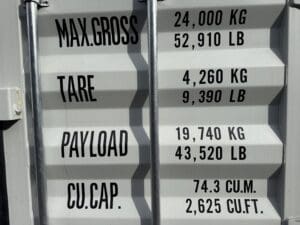 MAX.GROSS 24,000 KG
52,910 LB
TARE 4,260 KG
9,390 LB
PAYLOAD 19,740 KG
43,520 LB
CU.CAP. 74.3 CU.M.
2,625 CU.FT.